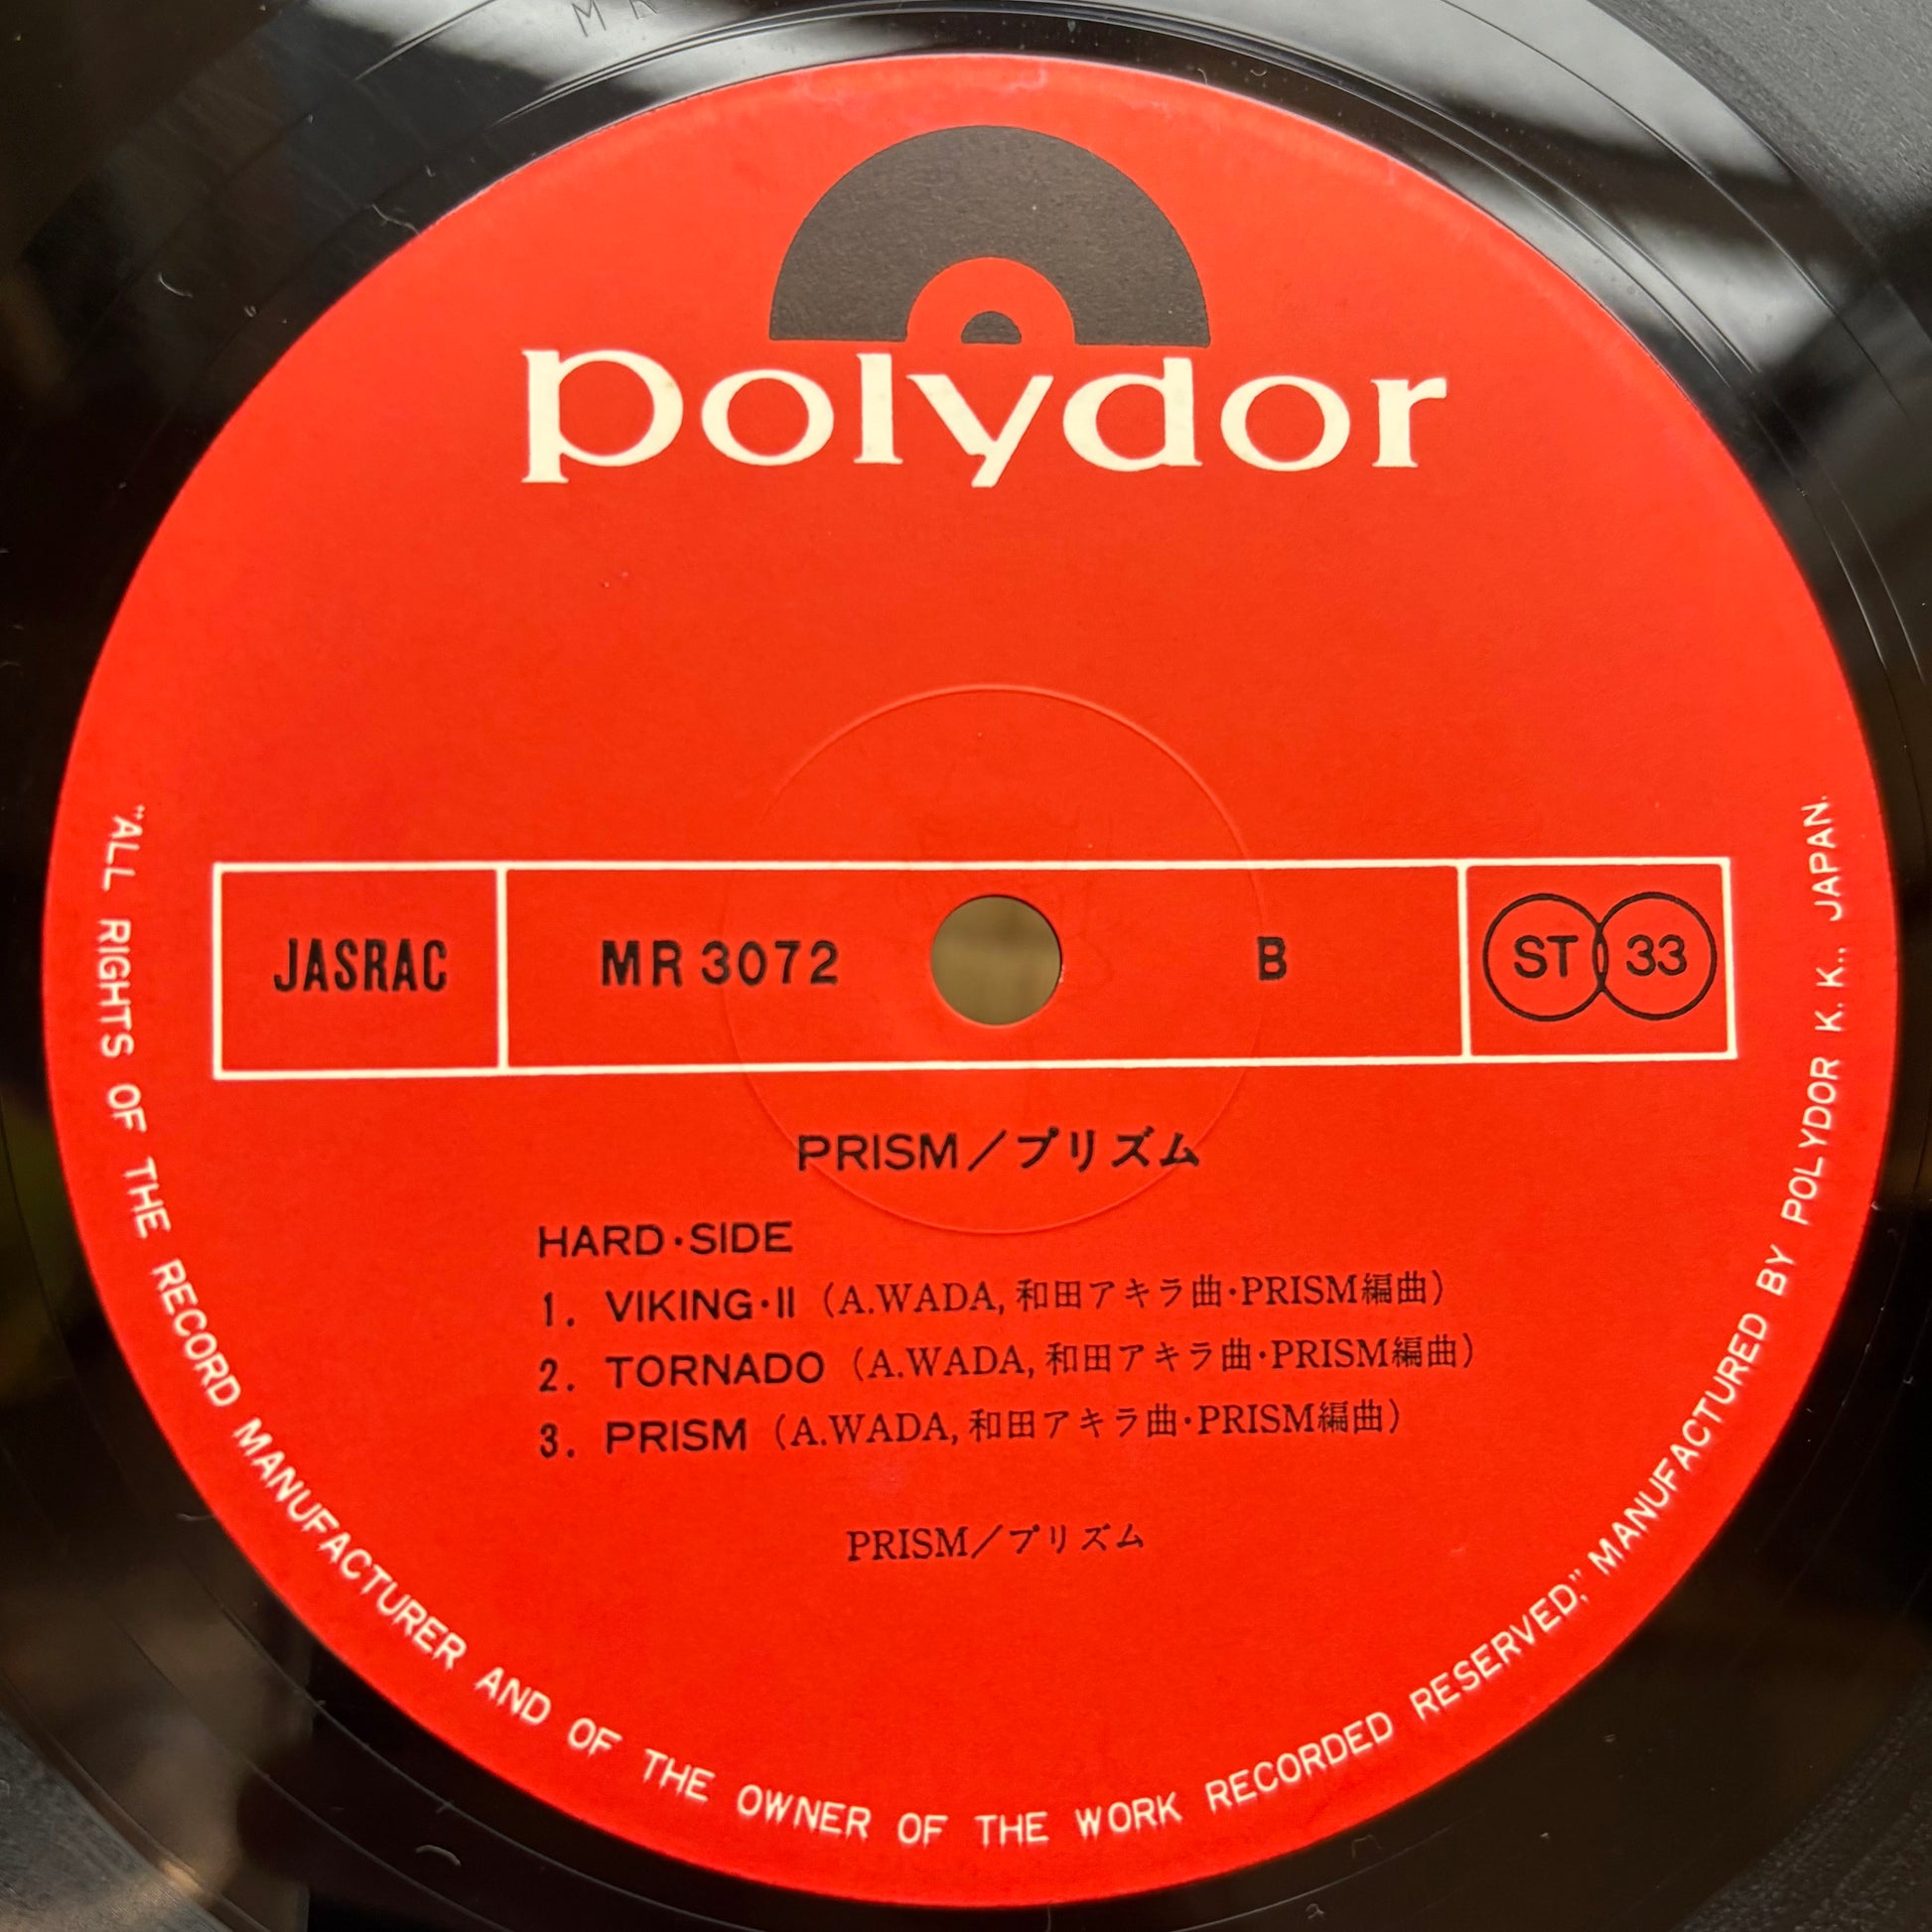 polydor
JASRAC MR 3072 B ST 33
PRISM／プリズム
HARD・SIDE
1. VIKING・II（A.WADA, 和田アキラ曲・PRISM編曲）
2. TORNADO（A.WADA, 和田アキラ曲・PRISM編曲）
3. PRISM（A.WADA, 和田アキラ曲・PRISM編曲）
PRISM／プリズム
"ALL RIGHTS OF THE RECORD MANUFACTURER AND OF THE OWNER OF THE WORK RECORDED RESERVED," MANUFACTURED BY POLYDOR K. K., JAPAN.